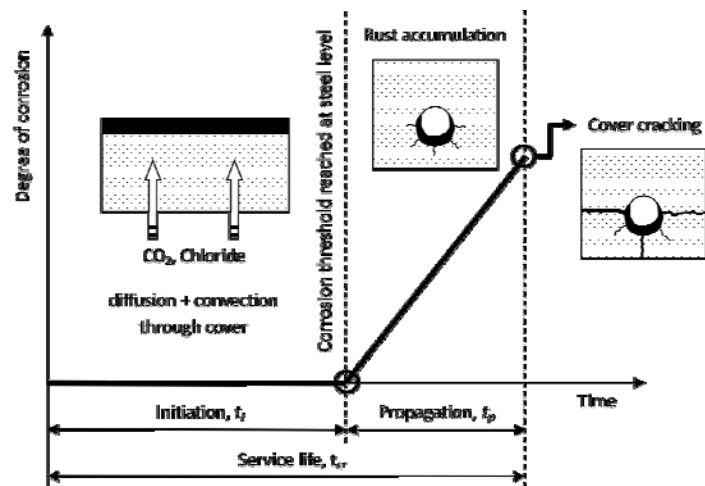 Rust accumulation
Degree of corrosion
Corrosion threshold reached at steel level
Cover cracking
CO₂, Chloride
diffusion + convection
through cover
Time
Initiation, tᵢ
Propagation, tₚ
Service life, t